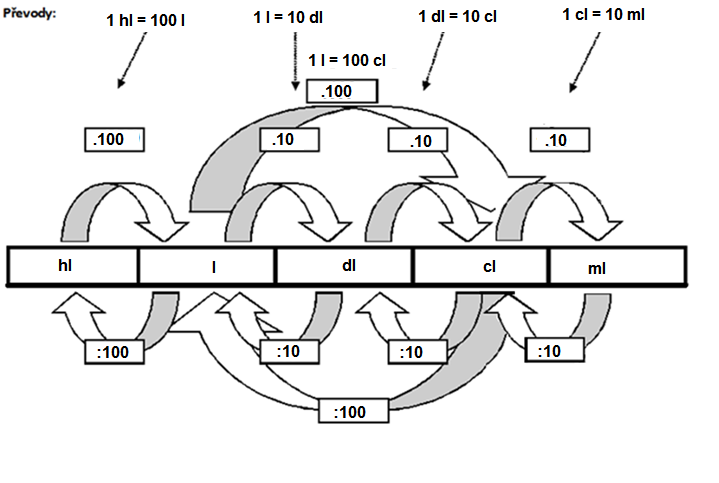 Převody:
1 hl = 100 l
1 l = 10 dl
1 dl = 10 cl
1 cl = 10 ml
1 l = 100 cl
.100
.100
.10
.10
.10
hl
l
dl
cl
ml
:100
:10
:10
:10
:100